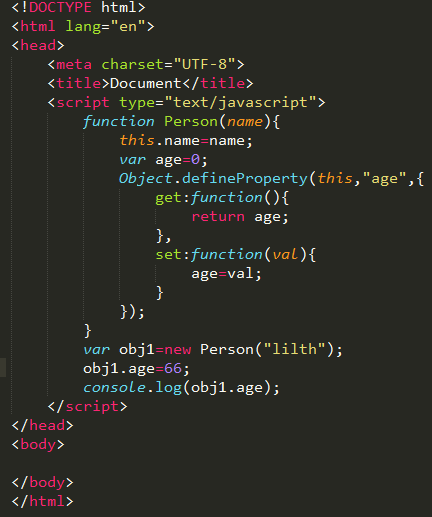 <!DOCTYPE html>
<html lang="en">
<head>
    <meta charset="UTF-8">
    <title>Document</title>
    <script type="text/javascript">
        function Person(name){
            this.name=name;
            var age=0;
            Object.defineProperty(this,"age",{
                get:function(){
                    return age;
                },
                set:function(val){
                    age=val;
                }
            });
        }
        var obj1=new Person("lilth");
        obj1.age=66;
        console.log(obj1.age);
    </script>
</head>
<body>

</body>
</html>